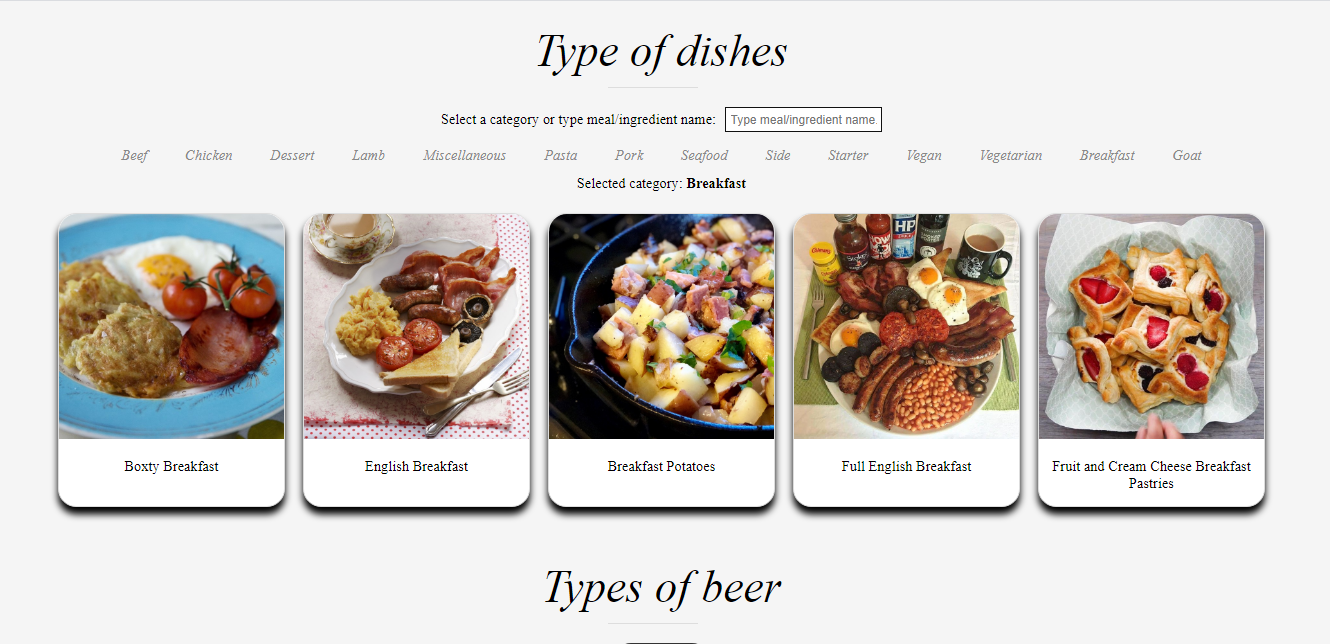 Type of dishes
Select a category or type meal/ingredient name: Type meal/ingredient name.
Beef Chicken Dessert Lamb Miscellaneous Pasta Pork Seafood Side Starter Vegan Vegetarian Breakfast Goat
Selected category: Breakfast
HP
Boxty Breakfast
English Breakfast
Breakfast Potatoes
Full English Breakfast
Fruit and Cream Cheese Breakfast
Pastries
Types of beer